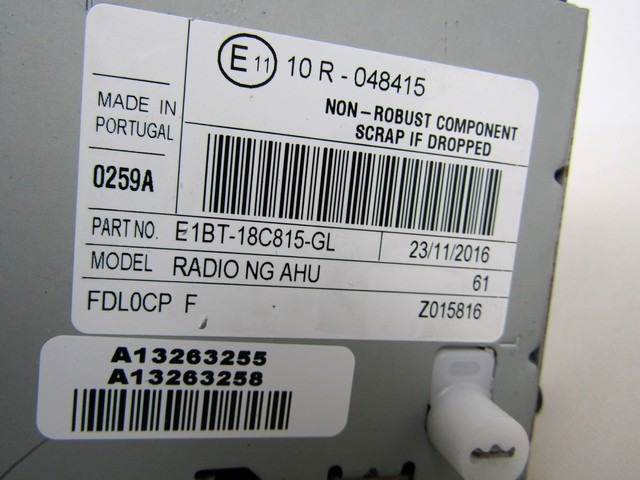 E 11 10 R - 048415
NON-ROBUST COMPONENT
SCRAP IF DROPPED
MADE IN
PORTUGAL
0259A
PART NO. E1BT-18C815-GL 23/11/2016
MODEL RADIO NG AHU 61
FDL0CP F Z015816
A13263255
A13263258